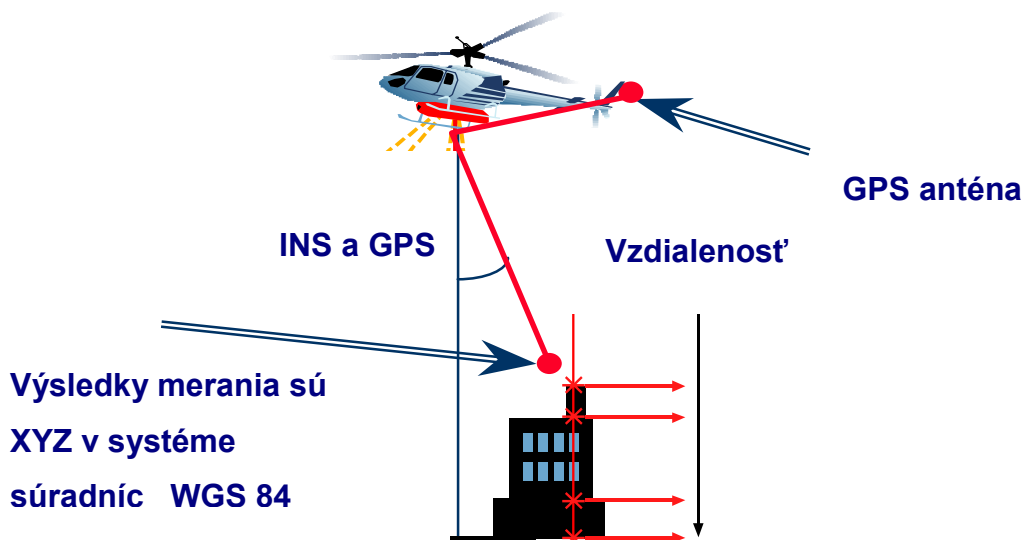 GPS anténa
INS a GPS
Vzdialenosť
Výsledky merania sú
XYZ v systéme
súradníc WGS 84